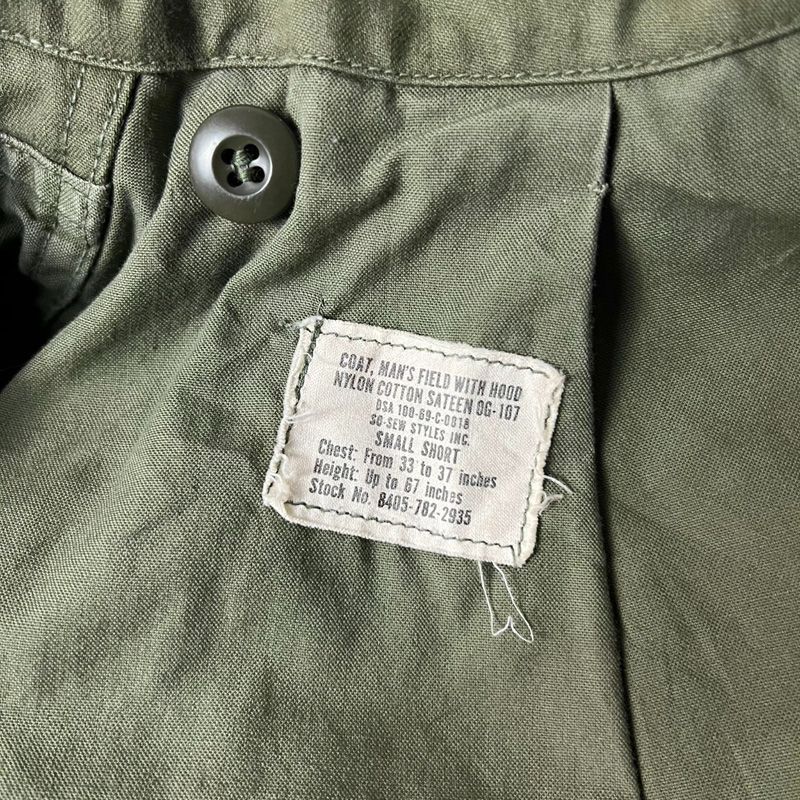 COAT, MAN'S FIELD WITH HOOD
NYLON COTTON SATEEN OG-107
DSA 100-69-C-0818
SO-SEW STYLES INC.
SMALL SHORT
Chest: From 33 to 37 inches
Height: Up to 67 inches
Stock No. 8405-782-2935